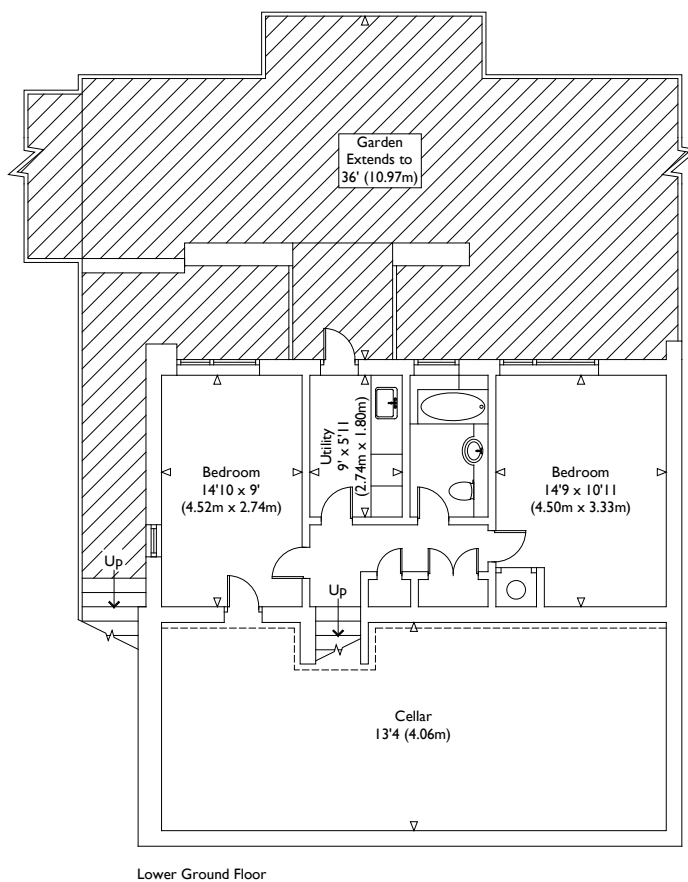 Garden
Extends to
36' (10.97m)
Utility
9' x 5'11
(2.74m x 1.80m)
Bedroom
14'10 x 9'
(4.52m x 2.74m)
Bedroom
14'9 x 10'11
(4.50m x 3.33m)
Up
Up
Cellar
13'4 (4.06m)
Lower Ground Floor